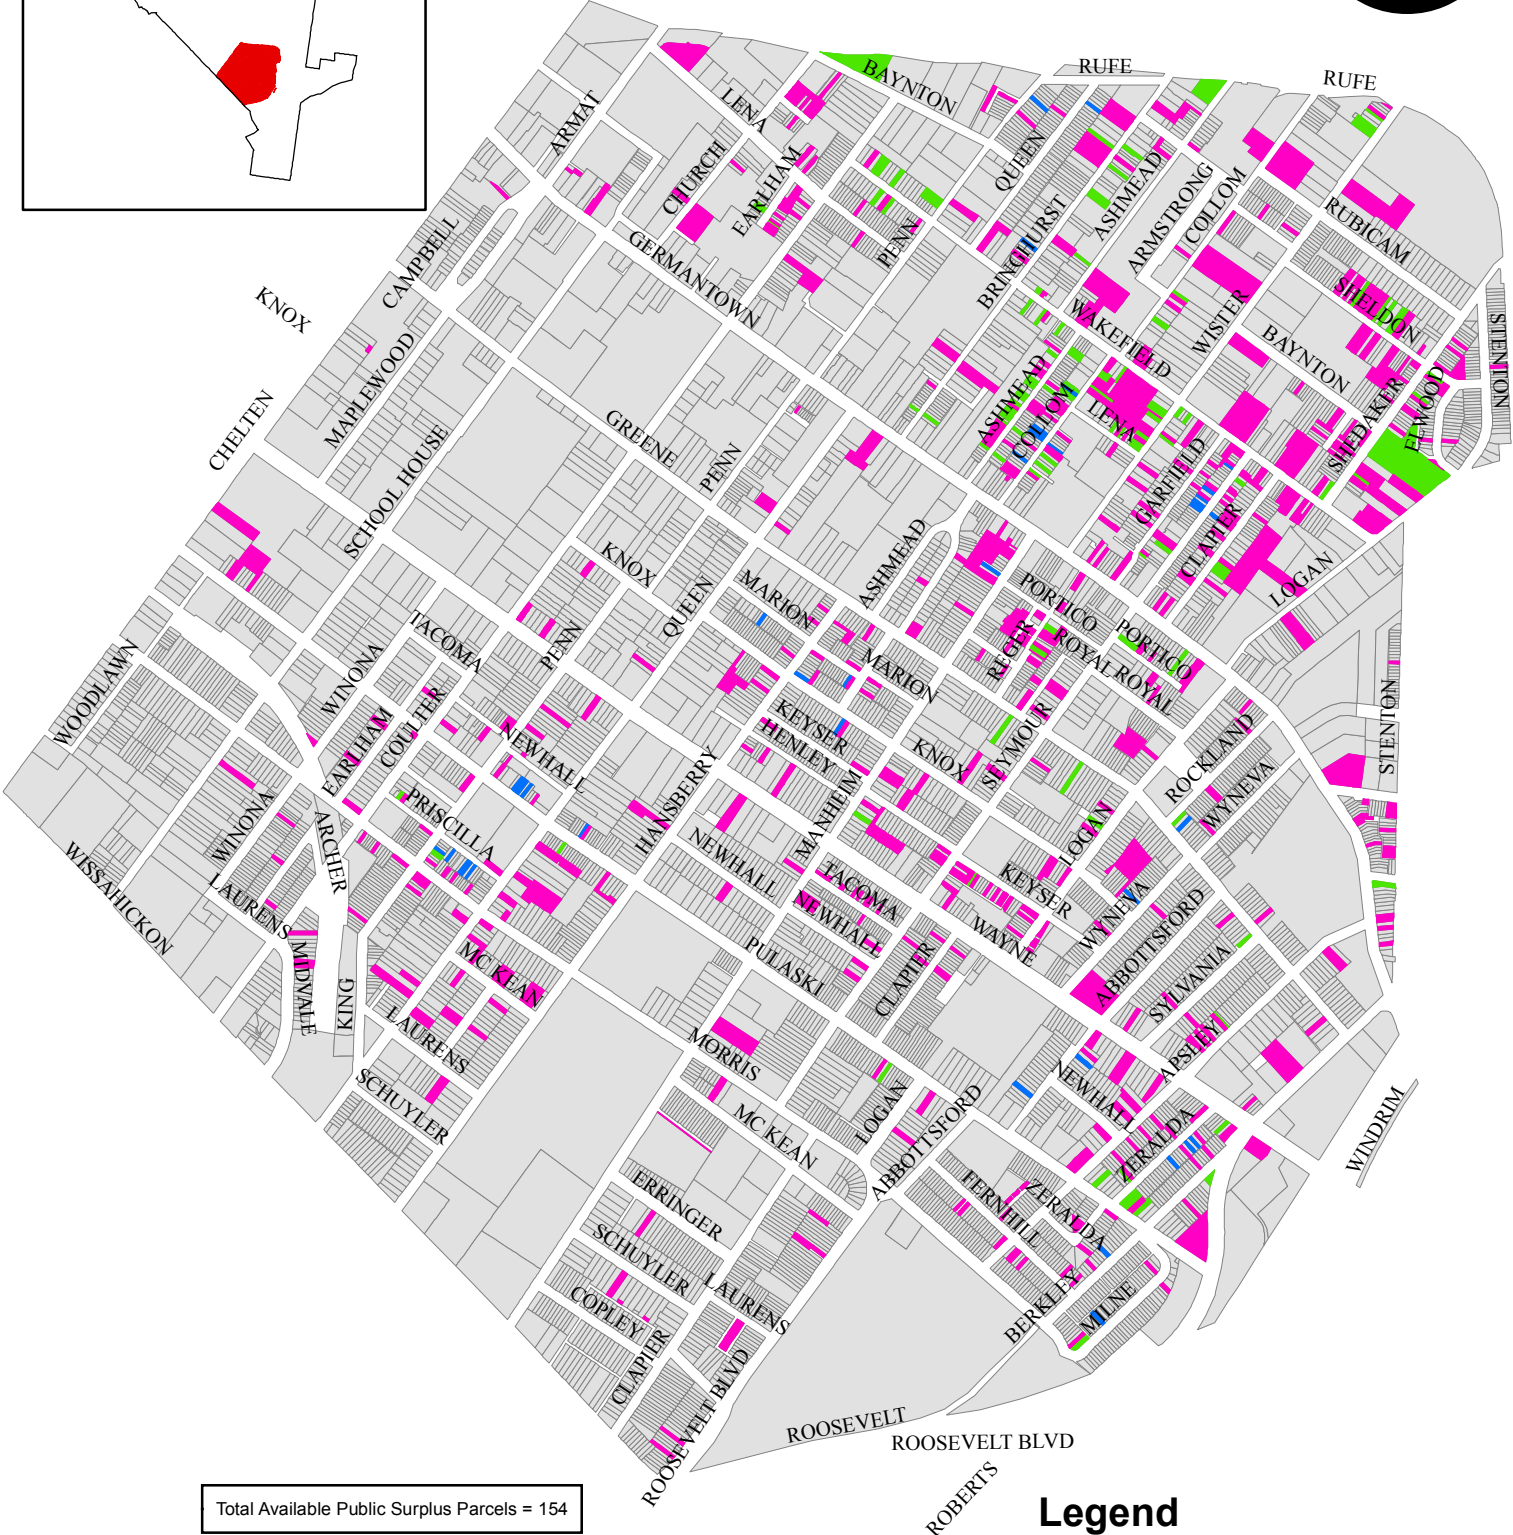 RUFE
RUFE
BAYNTON
LENA
ARMAT
QUEEN
CHURCH
EARLHAM
ASHMEAD
ARMSTRONG
COLLOM
RUBICAM
PENN
BRINGHURST
CAMPBELL
GERMANTOWN
KNOX
WAKEFIELD
WISTER
SHELDON
STENTON
BAYNTON
MAPLEWOOD
CHELTEN
GREENE
PENN
ASHMEAD
COLLOM
LENA
SHEDAKER
ELWOOD
SCHOOL HOUSE
GARFIELD
CLAPIER
LOGAN
KNOX
QUEEN
MARION
ASHMEAD
PORTICO
PORTICO
REGER
ROYAL
ROYAL
TACOMA
PENN
WINONA
WOODLAWN
MARION
STENTON
EARLHAM
COULTER
NEWHALL
KEYSER
HENLEY
KNOX
SEYMOUR
ROCKLAND
WYNEVA
HANSBERRY
MANHEIM
LOGAN
PRISCILLA
WINONA
ARCHER
NEWHALL
TACOMA
NEWHALL
KEYSER
WYNEVA
WISSAHICKON
LAURENS
MIDVALE
KING
MC KEAN
PULASKI
CLAPIER
WAYNE
ABBOTTSFORD
SYLVANIA
APSLEY
LAURENS
SCHUYLER
MORRIS
MC KEAN
LOGAN
ABBOTTSFORD
NEWHALL
ZERALDA
WINDRIM
ERRINGER
SCHUYLER
COPLEY
LAURENS
CLAPIER
FERNHILL
ZERALDA
BERKLEY
MILNE
ROOSEVELT BLVD
ROOSEVELT
ROOSEVELT BLVD
ROBERTS
Total Available Public Surplus Parcels = 154
Legend